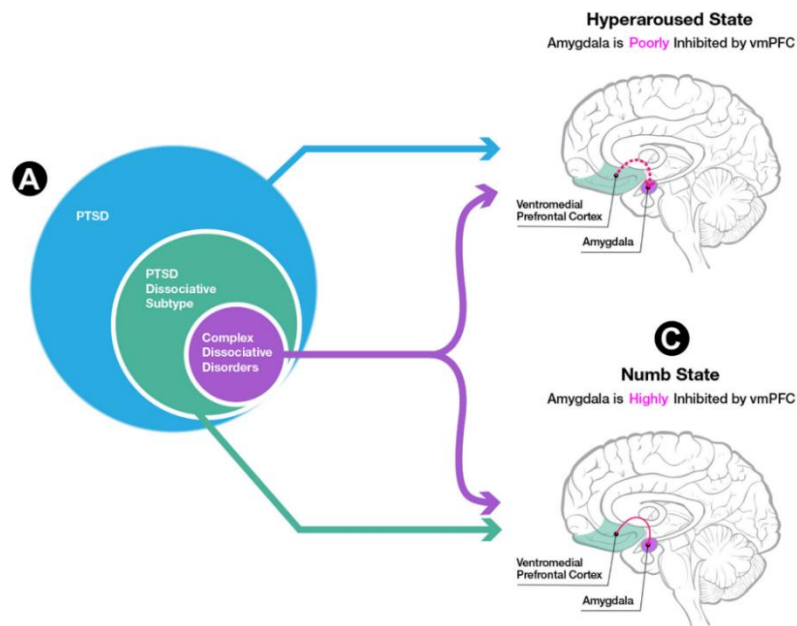 Hyperaroused State
Amygdala is Poorly Inhibited by vmPFC
A
PTSD
PTSD
Dissociative
Subtype
Complex
Dissociative
Disorders
Ventromedial
Prefrontal Cortex
Amygdala
C
Numb State
Amygdala is Highly Inhibited by vmPFC
Ventromedial
Prefrontal Cortex
Amygdala